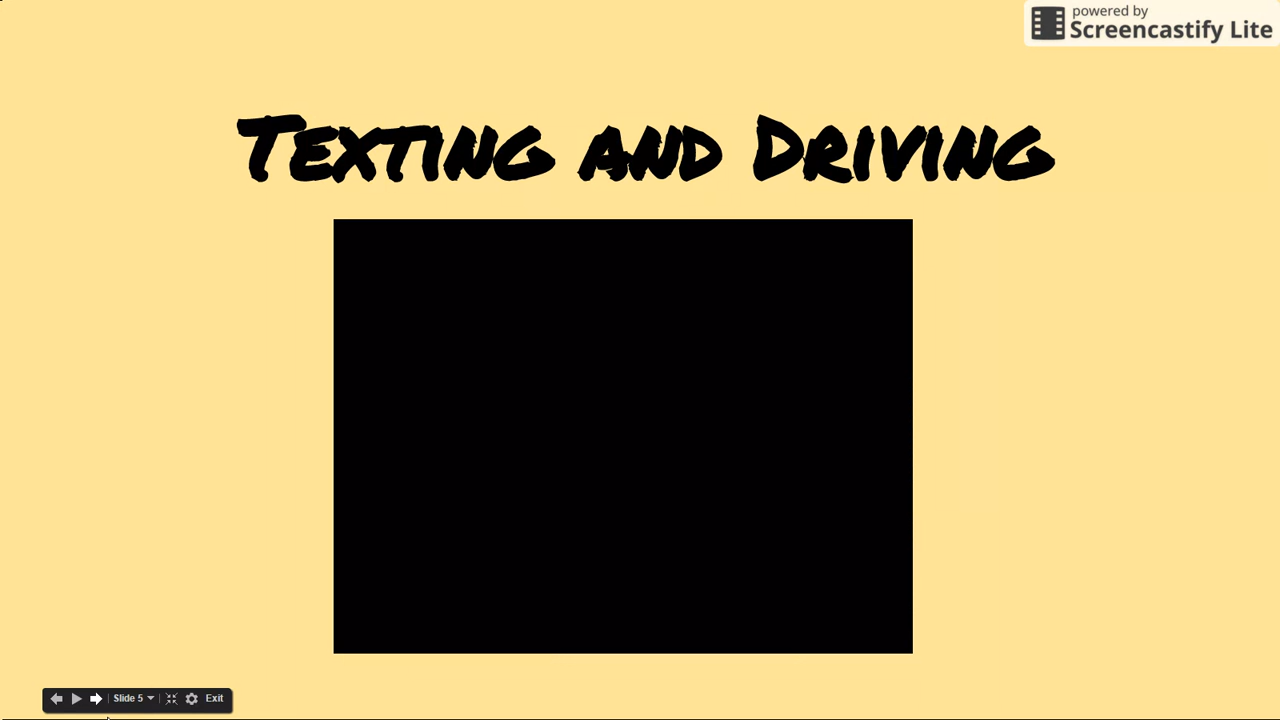 powered by
Screencastify Lite
Texting and Driving
Slide 5
Exit